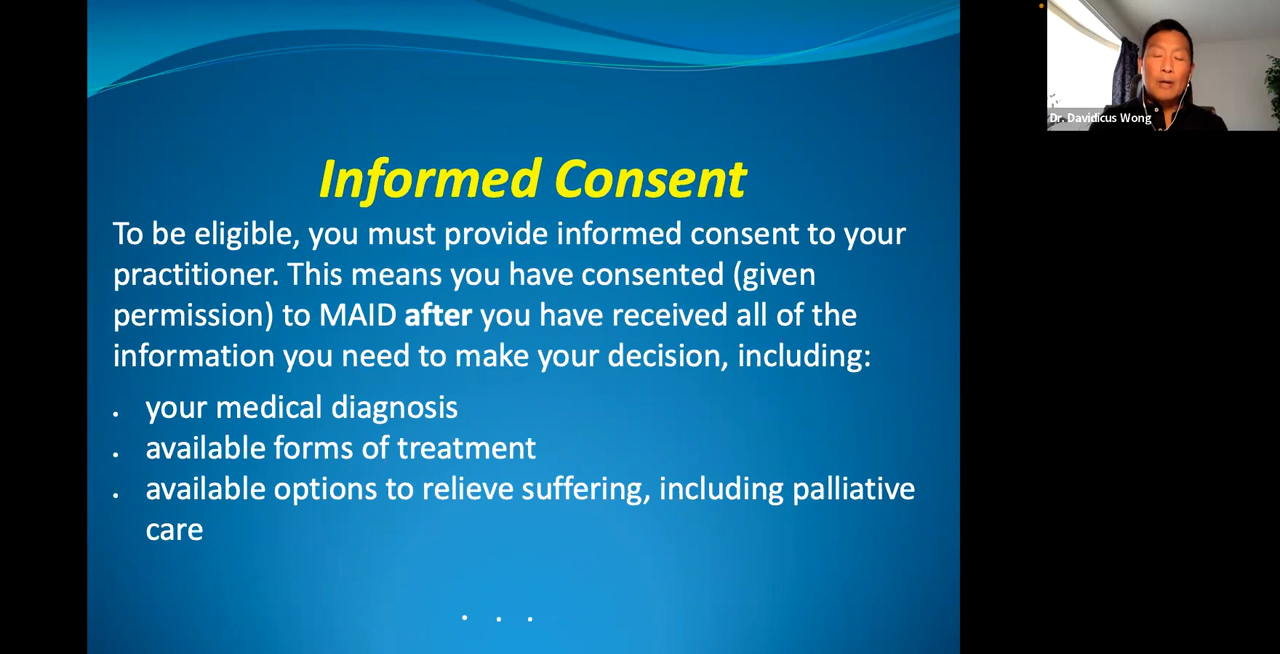 Informed Consent
To be eligible, you must provide informed consent to your
practitioner. This means you have consented (given
permission) to MAID after you have received all of the
information you need to make your decision, including:
• your medical diagnosis
• available forms of treatment
• available options to relieve suffering, including palliative
care
. . .
Dr. Davidicus Wong